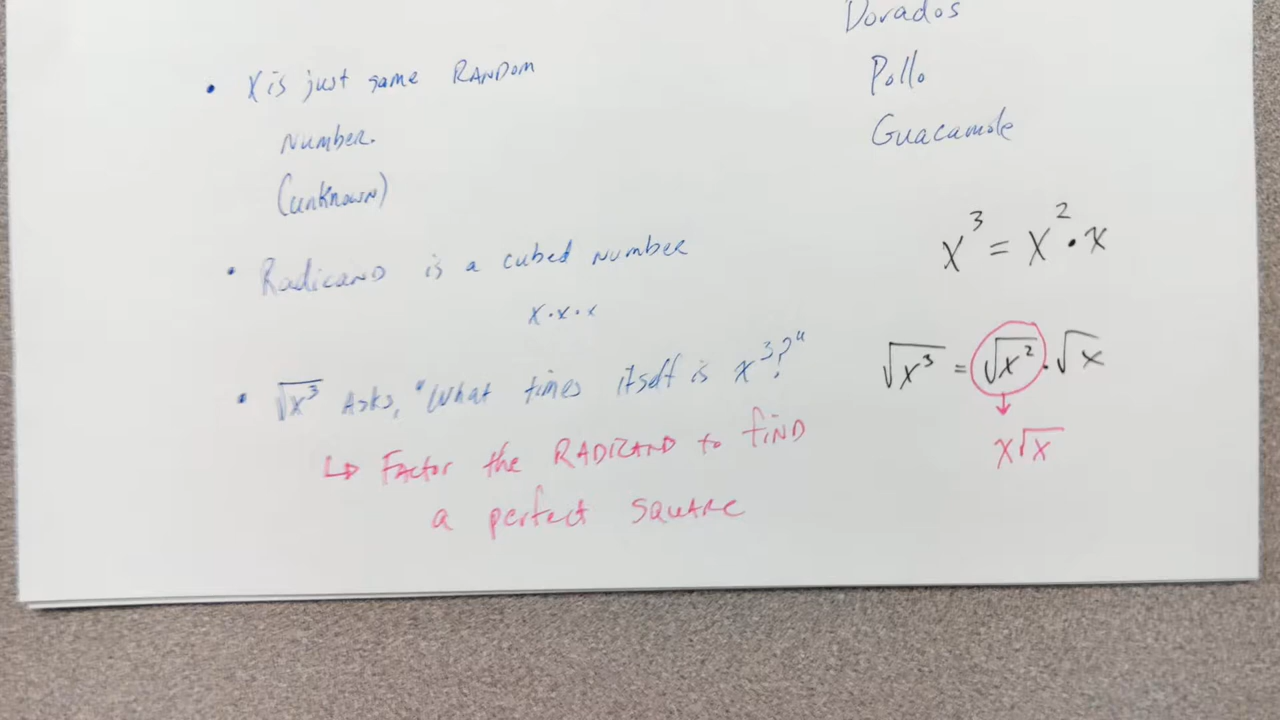 • X is just some RANDOM
Number.
(unknown)
• Radicand is a cubed number
x·x·x
• √x³ Asks, "What times itself is x³?"
↳ Factor the RADICAND to find
a perfect square
Dorados
Pollo
Guacamole
x³ = x² · x
√x³ = √x² · √x
x√x